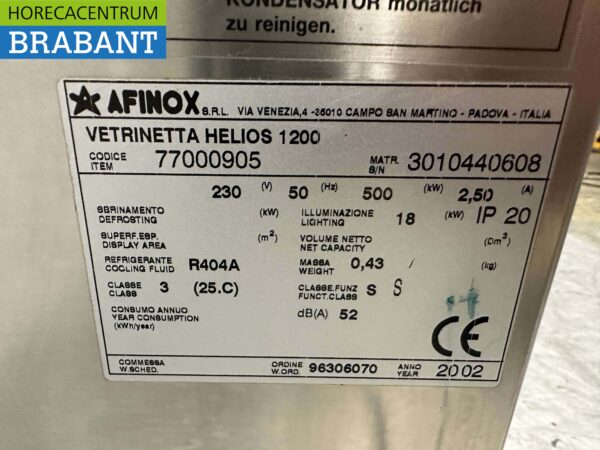 HORECACENTRUM
BRABANT
KONDENSATOR monatlich
zu reinigen.
AFINOX S.R.L. VIA VENEZIA,4 -35010 CAMPO SAN MARTINO - PADOVA - ITALIA
VETRINETTA HELIOS 1200
CODICE ITEM 77000905 MATR. S/N 3010440608
230 (V) 50 (Hz) 500 (kW) 2,50 (A)
SBRINAMENTO DEFROSTING (kW) ILLUMINAZIONE LIGHTING 18 (kW) IP 20
SUPERF.ESP. DISPLAY AREA (m²) VOLUME NETTO NET CAPACITY (Dm³)
REFRIGERANTE COOLING FLUID R404A MASSA WEIGHT 0,43 / (kg)
CLASSE CLASS 3 (25.C) CLASSE.FUNZ FUNCT.CLASS S S
CONSUMO ANNUO YEAR CONSUMPTION (kWh/year) dB(A) 52
CE
COMMESSA W.SCHED. ORDINE W.ORD. 96306070 ANNO YEAR 2002